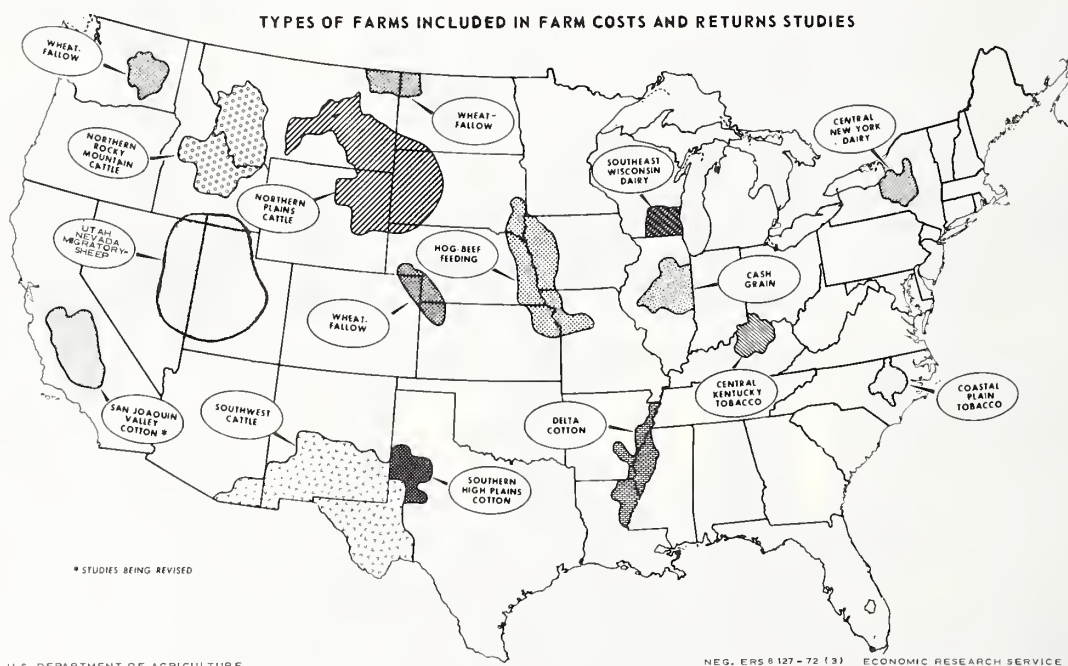 TYPES OF FARMS INCLUDED IN FARM COSTS AND RETURNS STUDIES
WHEAT-
FALLOW
NORTHERN
ROCKY
MOUNTAIN
CATTLE
WHEAT-
FALLOW
NORTHERN
PLAINS
CATTLE
UTAH
NEVADA
MIGRATORY-
SHEEP
HOG-BEEF
FEEDING
SOUTHEAST
WISCONSIN
DAIRY
CENTRAL
NEW YORK
DAIRY
WHEAT-
FALLOW
CASH
GRAIN
SAN JOAQUIN
VALLEY
COTTON *
SOUTHWEST
CATTLE
SOUTHERN
HIGH PLAINS
COTTON
DELTA
COTTON
CENTRAL
KENTUCKY
TOBACCO
COASTAL
PLAIN
TOBACCO
* STUDIES BEING REVISED
U.S. DEPARTMENT OF AGRICULTURE
NEG. ERS 8127-72 (3) ECONOMIC RESEARCH SERVICE